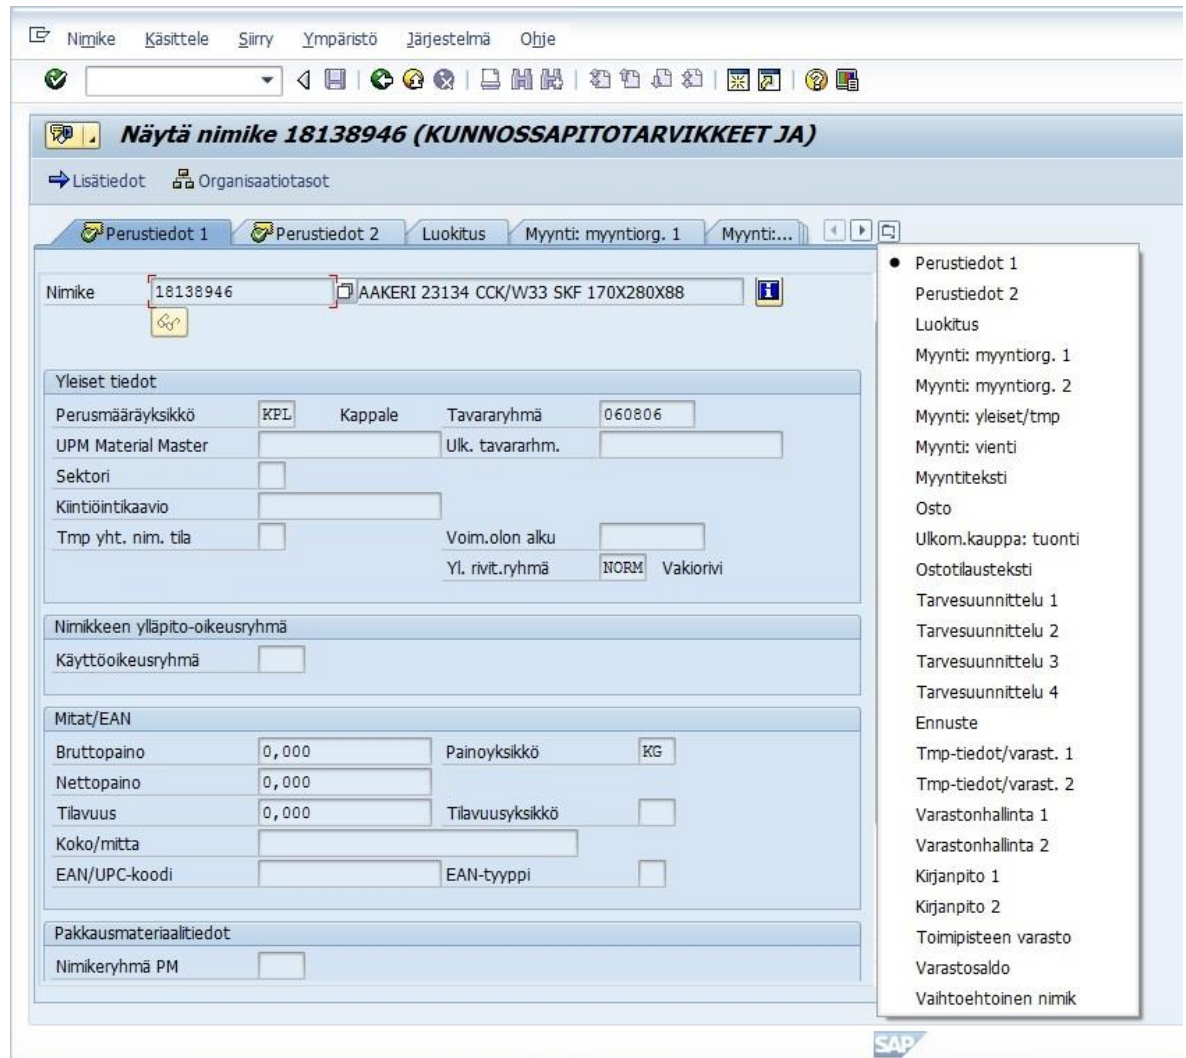 Nimike Käsittele Siirry Ympäristö Järjestelmä Ohje
Näytä nimike 18138946 (KUNNOSSAPITOTARVIKKEET JA)
Lisätiedot Organisaatiotasot
Perustiedot 1 Perustiedot 2 Luokitus Myynti: myyntiorg. 1 Myynti:...
Nimike 18138946 AAKERI 23134 CCK/W33 SKF 170X280X88
Yleiset tiedot
Perusmääräyksikkö KPL Kappale Tavararyhmä 060806
UPM Material Master Ulk. tavararhm.
Sektori
Kiintiöintikaavio
Tmp yht. nim. tila Voim.olon alku
Yl. rivit.ryhmä NORM Vakiorivi
Nimikkeen ylläpito-oikeusryhmä
Käyttöoikeusryhmä
Mitat/EAN
Bruttopaino 0,000 Painoyksikkö KG
Nettopaino 0,000
Tilavuus 0,000 Tilavuusyksikkö
Koko/mitta
EAN/UPC-koodi EAN-tyyppi
Pakkausmateriaalitiedot
Nimikeryhmä PM
Perustiedot 1
Perustiedot 2
Luokitus
Myynti: myyntiorg. 1
Myynti: myyntiorg. 2
Myynti: yleiset/tmp
Myynti: vienti
Myyntiteksti
Osto
Ulkom.kauppa: tuonti
Ostotilausteksti
Tarvesuunnittelu 1
Tarvesuunnittelu 2
Tarvesuunnittelu 3
Tarvesuunnittelu 4
Ennuste
Tmp-tiedot/varast. 1
Tmp-tiedot/varast. 2
Varastonhallinta 1
Varastonhallinta 2
Kirjanpito 1
Kirjanpito 2
Toimipisteen varasto
Varastosaldo
Vaihtoehtoinen nimik
SAP